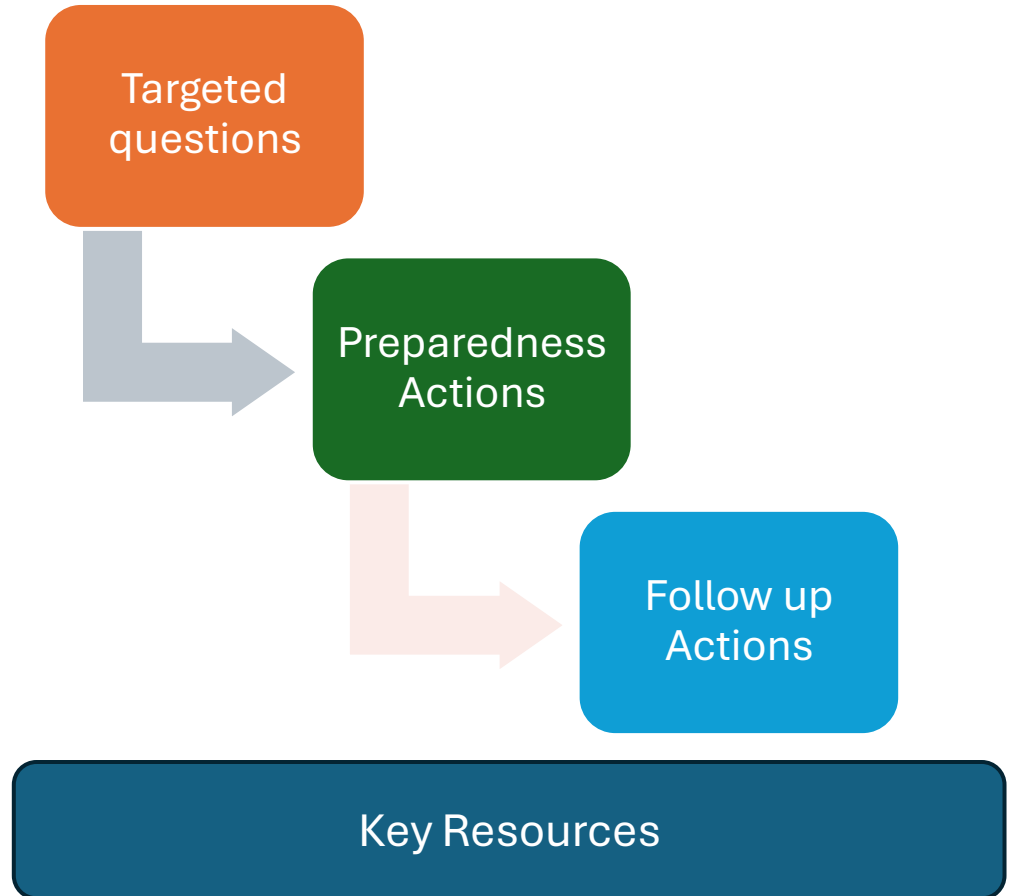 Targeted
questions
Preparedness
Actions
Follow up
Actions
Key Resources